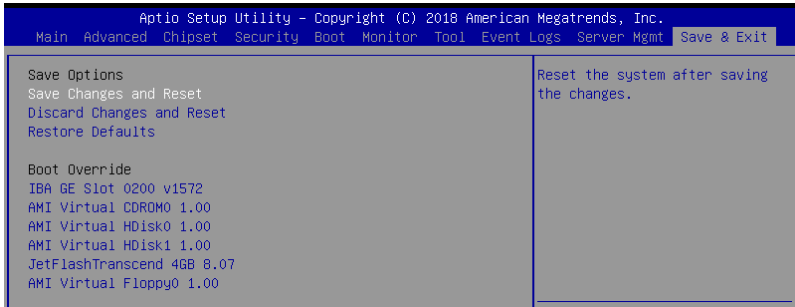 Aptio Setup Utility – Copyright (C) 2018 American Megatrends, Inc.
Main Advanced Chipset Security Boot Monitor Tool Event Logs Server Mgmt Save & Exit
Save Options
Save Changes and Reset
Discard Changes and Reset
Restore Defaults
Boot Override
IBA GE Slot 0200 v1572
AMI Virtual CDROM0 1.00
AMI Virtual HDisk0 1.00
AMI Virtual HDisk1 1.00
JetFlashTranscend 4GB 8.07
AMI Virtual Floppy0 1.00
Reset the system after saving
the changes.